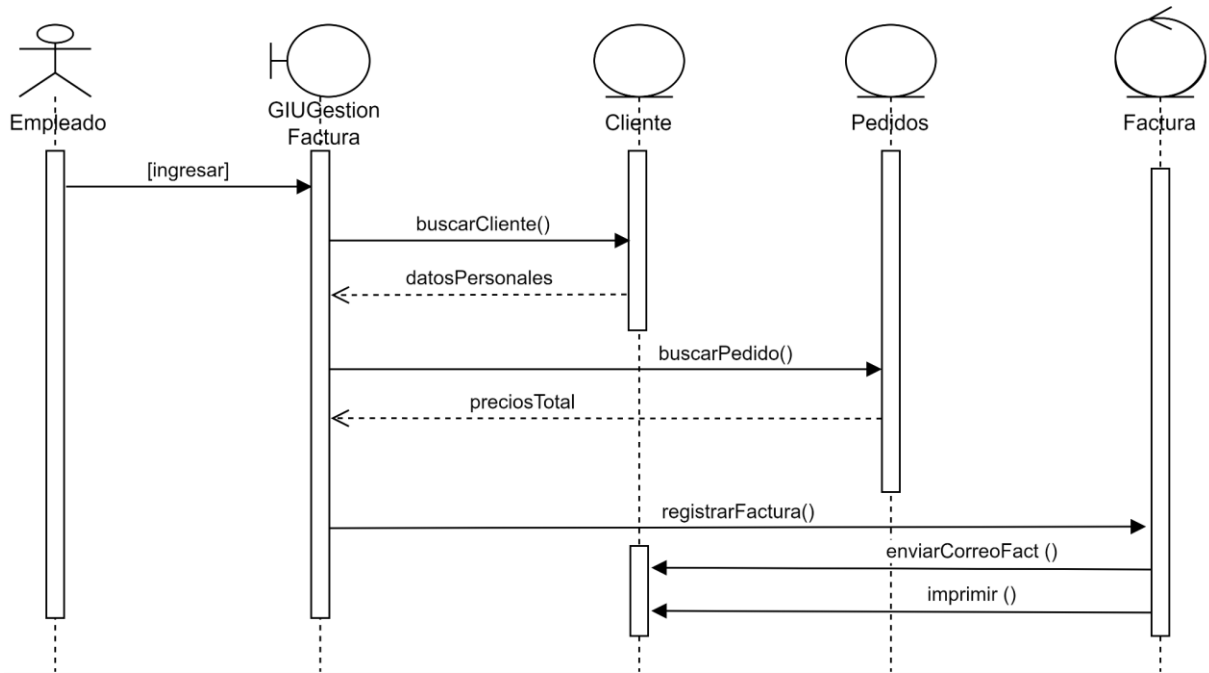 Empleado
GIUGestion
Factura
Cliente
Pedidos
Factura
[ingresar]
buscarCliente()
datosPersonales
buscarPedido()
preciosTotal
registrarFactura()
enviarCorreoFact ()
imprimir ()